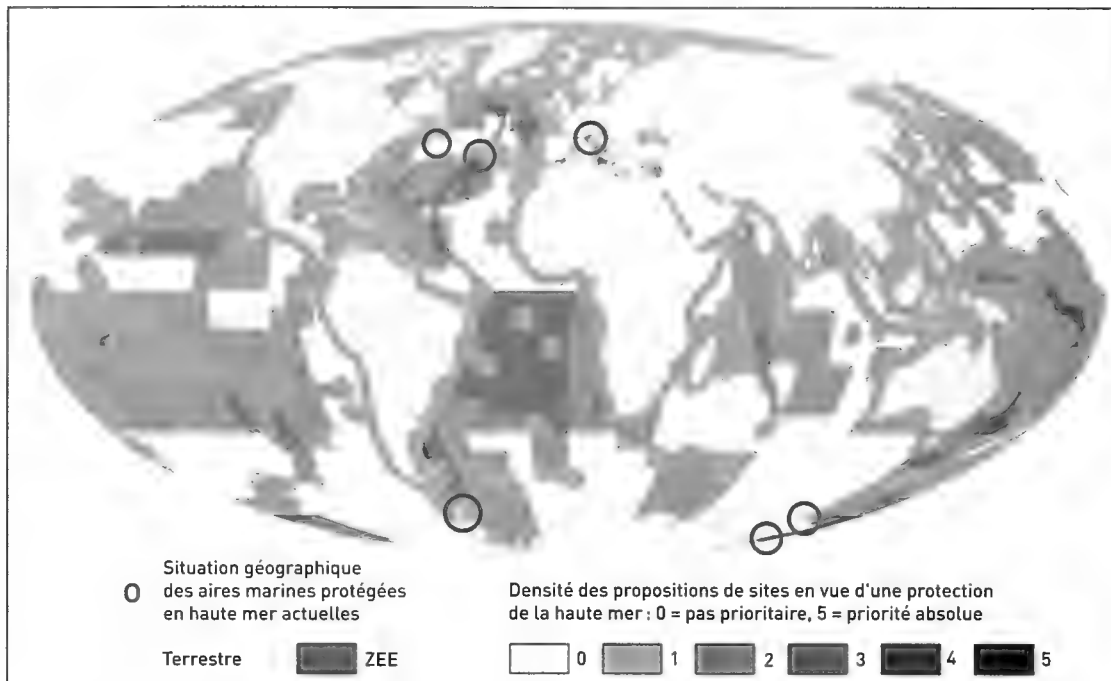 Situation géographique
des aires marines protégées
en haute mer actuelles
Densité des propositions de sites en vue d'une protection
de la haute mer : 0 = pas prioritaire, 5 = priorité absolue
Terrestre ZEE 0 1 2 3 4 5